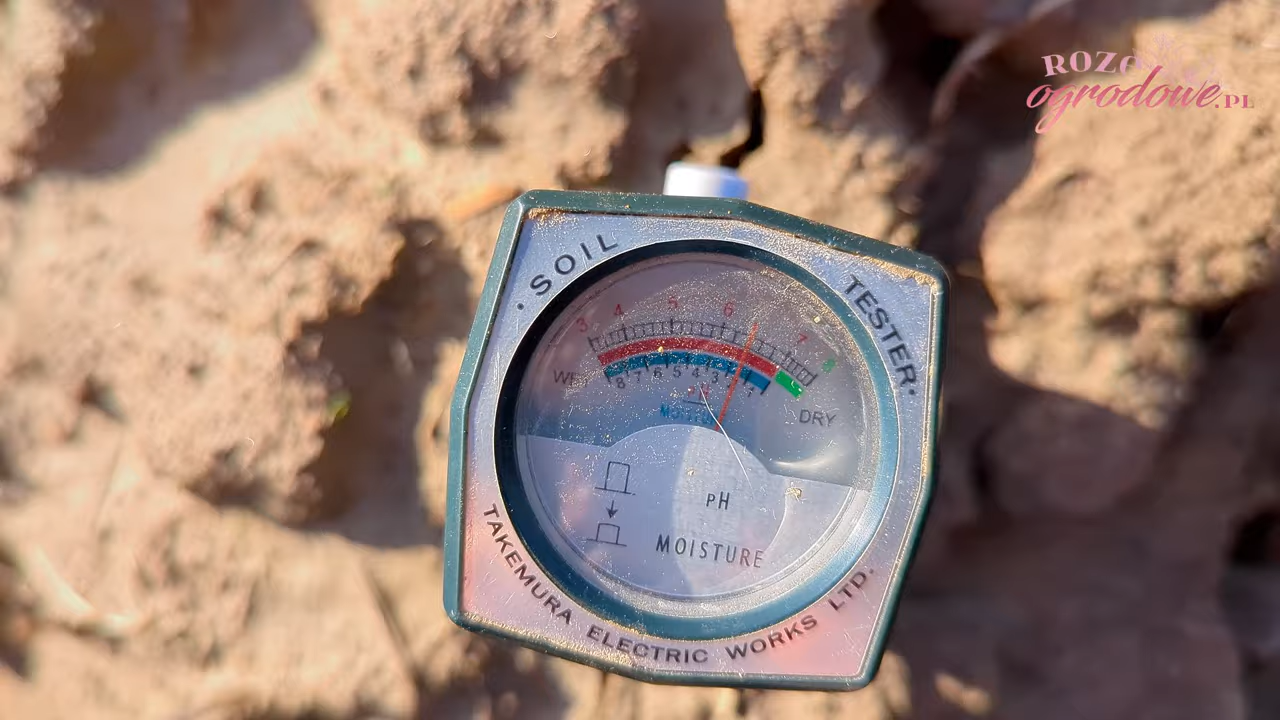 ROZO
ogrodowe.PL
· SOIL TESTER ·
3 4 5 6 7 8
8 7 6 5 4 3 2 1
DRY
pH
MOISTURE
TAKEMURA ELECTRIC WORKS LTD.